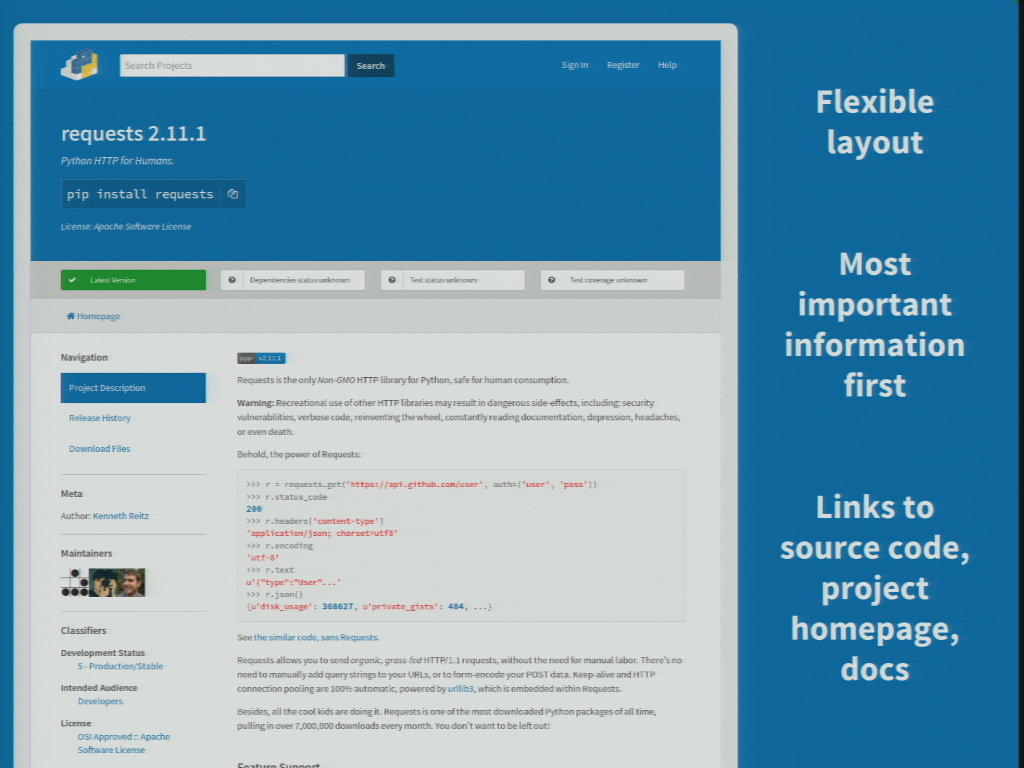 Search Projects
Search
Sign In
Register
Help
requests 2.11.1
Python HTTP for Humans.
pip install requests
License: Apache Software License
Latest Version
Dependencies status unknown
Test status unknown
Test coverage unknown
Homepage
Navigation
Project Description
Release History
Download Files
Meta
Author: Kenneth Reitz
Maintainers
Classifiers
Development Status
5 - Production/Stable
Intended Audience
Developers
License
OSI Approved :: Apache
Software License
pypi v2.11.1
Requests is the only Non-GMO HTTP library for Python, safe for human consumption.
Warning: Recreational use of other HTTP libraries may result in dangerous side-effects, including: security
vulnerabilities, verbose code, reinventing the wheel, constantly reading documentation, depression, headaches,
or even death.
Behold, the power of Requests:
>>> r = requests.get('https://api.github.com/user', auth=('user', 'pass'))
>>> r.status_code
200
>>> r.headers['content-type']
'application/json; charset=utf8'
>>> r.encoding
'utf-8'
>>> r.text
u'{"type":"User"...'
>>> r.json()
{u'disk_usage': 368627, u'private_gists': 484, ...}
See the similar code, sans Requests.
Requests allows you to send organic, grass-fed HTTP/1.1 requests, without the need for manual labor. There's no
need to manually add query strings to your URLs, or to form-encode your POST data. Keep-alive and HTTP
connection pooling are 100% automatic, powered by urllib3, which is embedded within Requests.
Besides, all the cool kids are doing it. Requests is one of the most downloaded Python packages of all time,
pulling in over 7,000,000 downloads every month. You don't want to be left out!
Feature Support
Flexible
layout
Most
important
information
first
Links to
source code,
project
homepage,
docs